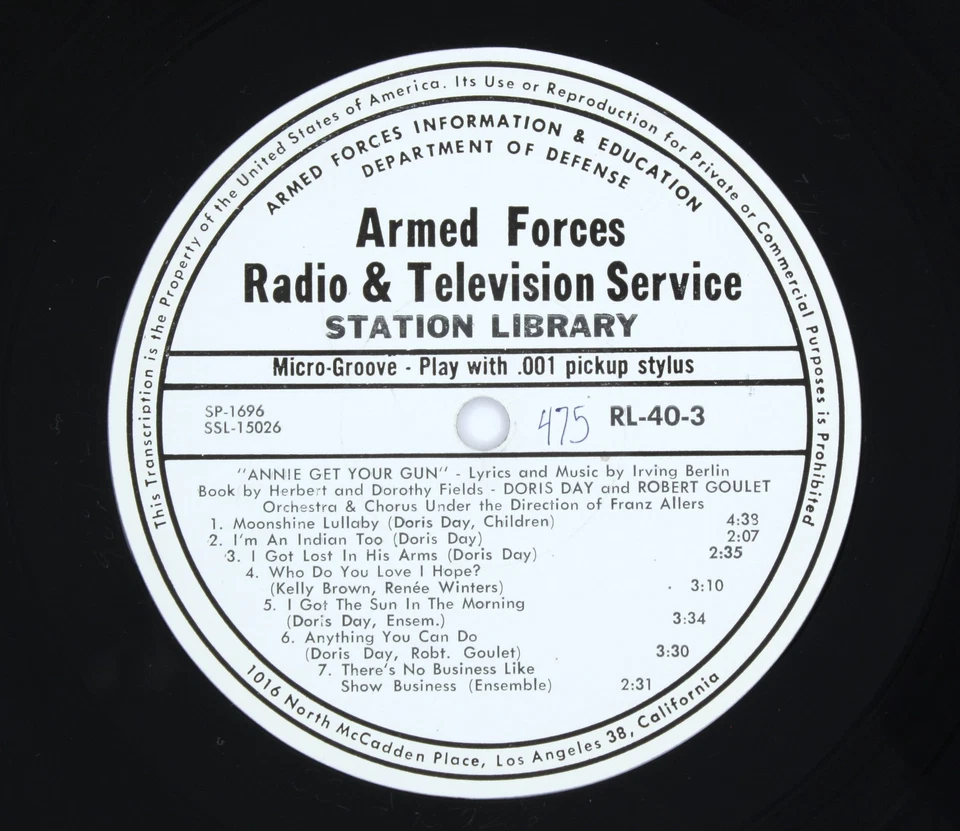 This Transcription is the Property of the United States of America. Its Use or Reproduction for Private or Commercial Purposes is Prohibited
ARMED FORCES INFORMATION & EDUCATION
DEPARTMENT OF DEFENSE
Armed Forces
Radio & Television Service
STATION LIBRARY
Micro-Groove - Play with .001 pickup stylus
SP-1696
SSL-15026
475 RL-40-3
"ANNIE GET YOUR GUN" - Lyrics and Music by Irving Berlin
Book by Herbert and Dorothy Fields - DORIS DAY and ROBERT GOULET
Orchestra & Chorus Under the Direction of Franz Allers
1. Moonshine Lullaby (Doris Day, Children) 4:38
2. I'm An Indian Too (Doris Day) 2:07
3. I Got Lost In His Arms (Doris Day) 2:35
4. Who Do You Love I Hope?
(Kelly Brown, Renée Winters) 3:10
5. I Got The Sun In The Morning
(Doris Day, Ensem.) 3:34
6. Anything You Can Do
(Doris Day, Robt. Goulet) 3:30
7. There's No Business Like
Show Business (Ensemble) 2:31
1016 North McCadden Place, Los Angeles 38, California